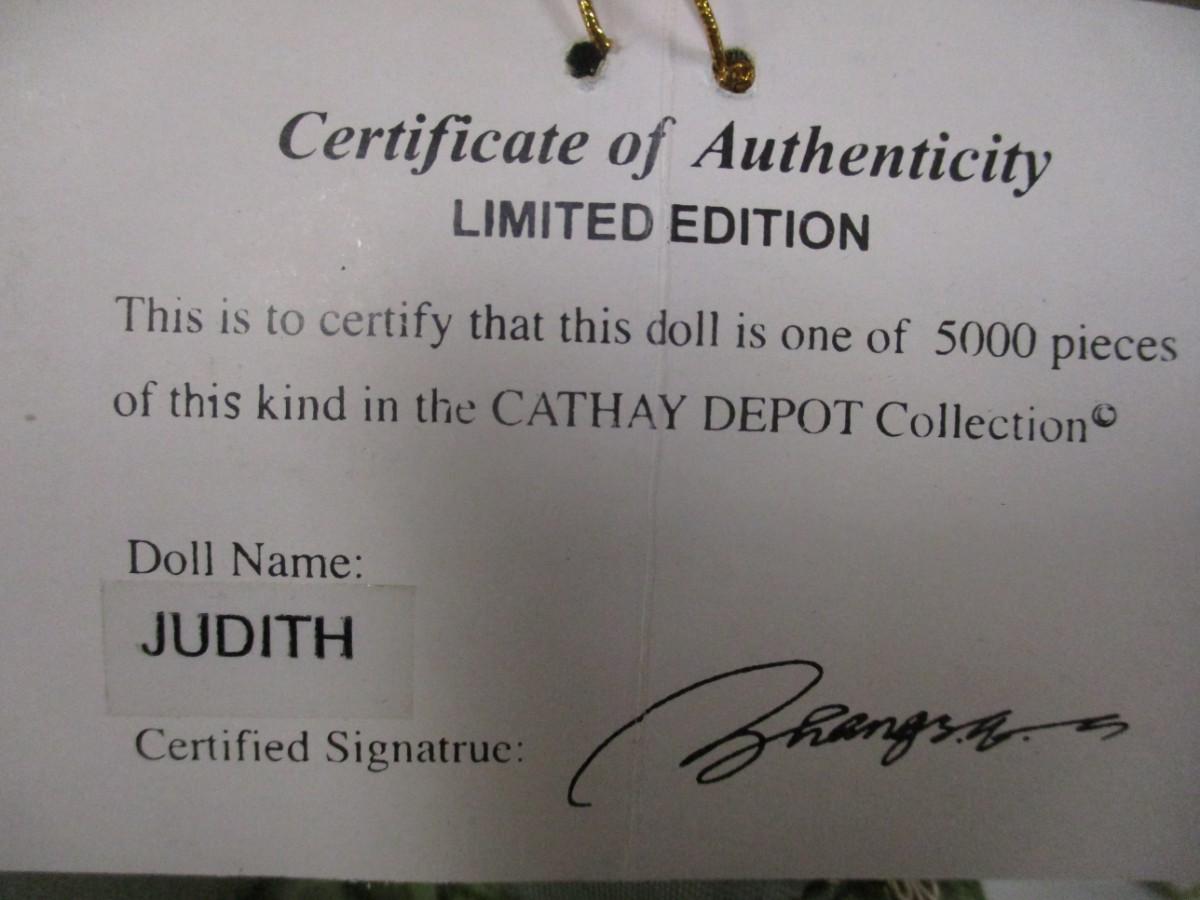 Certificate of Authenticity
LIMITED EDITION
This is to certify that this doll is one of 5000 pieces
of this kind in the CATHAY DEPOT Collection©
Doll Name:
JUDITH
Certified Signatrue: